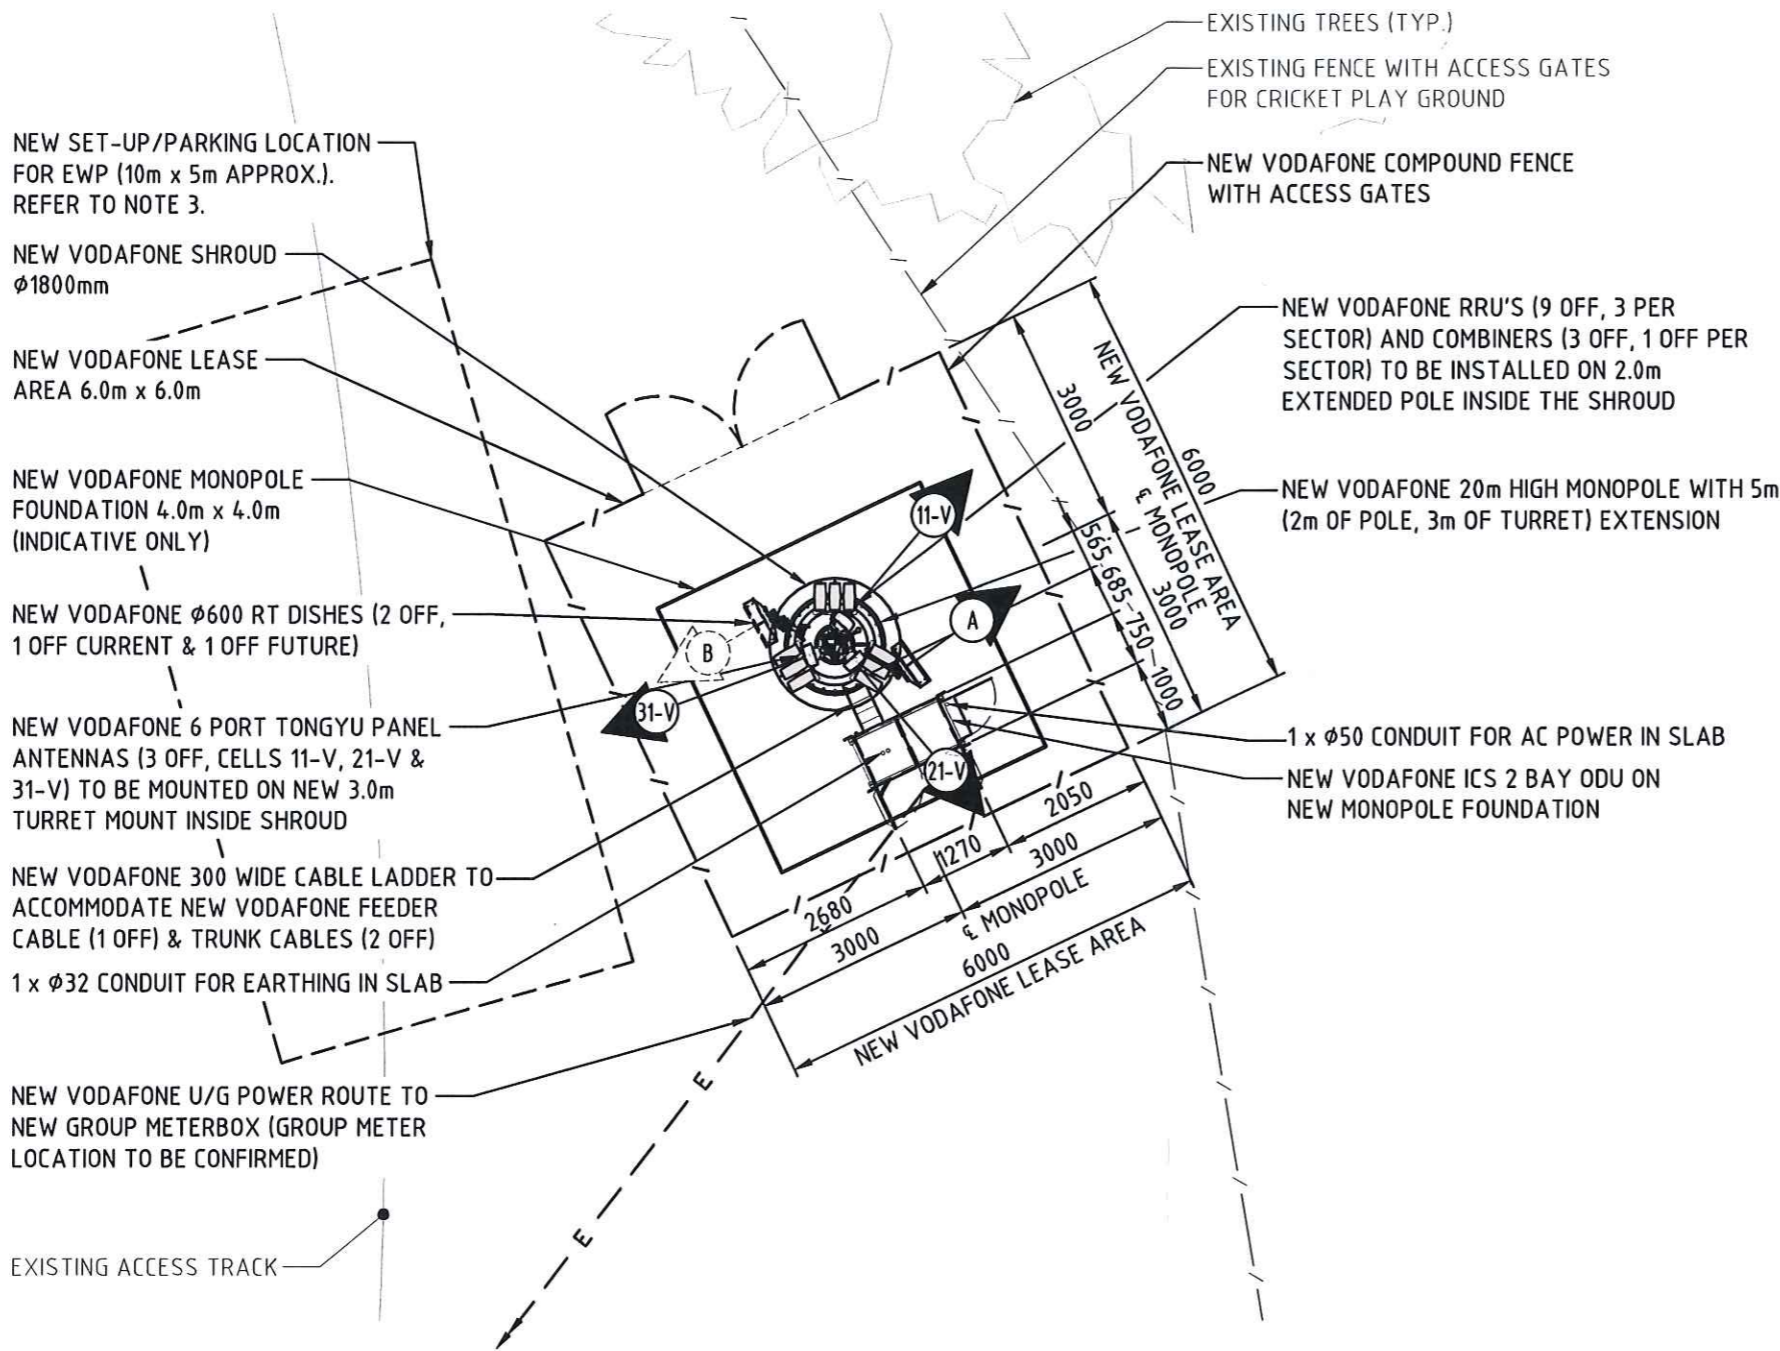 EXISTING TREES (TYP.)
EXISTING FENCE WITH ACCESS GATES
FOR CRICKET PLAY GROUND
NEW SET-UP/PARKING LOCATION
FOR EWP (10m x 5m APPROX.).
REFER TO NOTE 3.
NEW VODAFONE COMPOUND FENCE
WITH ACCESS GATES
NEW VODAFONE SHROUD
φ1800mm
NEW VODAFONE RRU'S (9 OFF, 3 PER
SECTOR) AND COMBINERS (3 OFF, 1 OFF PER
SECTOR) TO BE INSTALLED ON 2.0m
EXTENDED POLE INSIDE THE SHROUD
NEW VODAFONE LEASE
AREA 6.0m x 6.0m
NEW VODAFONE MONOPOLE
FOUNDATION 4.0m x 4.0m
(INDICATIVE ONLY)
NEW VODAFONE 20m HIGH MONOPOLE WITH 5m
(2m OF POLE, 3m OF TURRET) EXTENSION
NEW VODAFONE φ600 RT DISHES (2 OFF,
1 OFF CURRENT & 1 OFF FUTURE)
NEW VODAFONE 6 PORT TONGYU PANEL
ANTENNAS (3 OFF, CELLS 11-V, 21-V &
31-V) TO BE MOUNTED ON NEW 3.0m
TURRET MOUNT INSIDE SHROUD
1 x φ50 CONDUIT FOR AC POWER IN SLAB
NEW VODAFONE ICS 2 BAY ODU ON
NEW MONOPOLE FOUNDATION
NEW VODAFONE 300 WIDE CABLE LADDER TO
ACCOMMODATE NEW VODAFONE FEEDER
CABLE (1 OFF) & TRUNK CABLES (2 OFF)
1 x φ32 CONDUIT FOR EARTHING IN SLAB
NEW VODAFONE U/G POWER ROUTE TO
NEW GROUP METERBOX (GROUP METER
LOCATION TO BE CONFIRMED)
EXISTING ACCESS TRACK
11-V
A
B
31-V
21-V
3000
3000
℄ MONOPOLE
6000
NEW VODAFONE LEASE AREA
565
685
750
1000
2050
1270
2680
3000
3000
℄ MONOPOLE
6000
NEW VODAFONE LEASE AREA
E
E
E